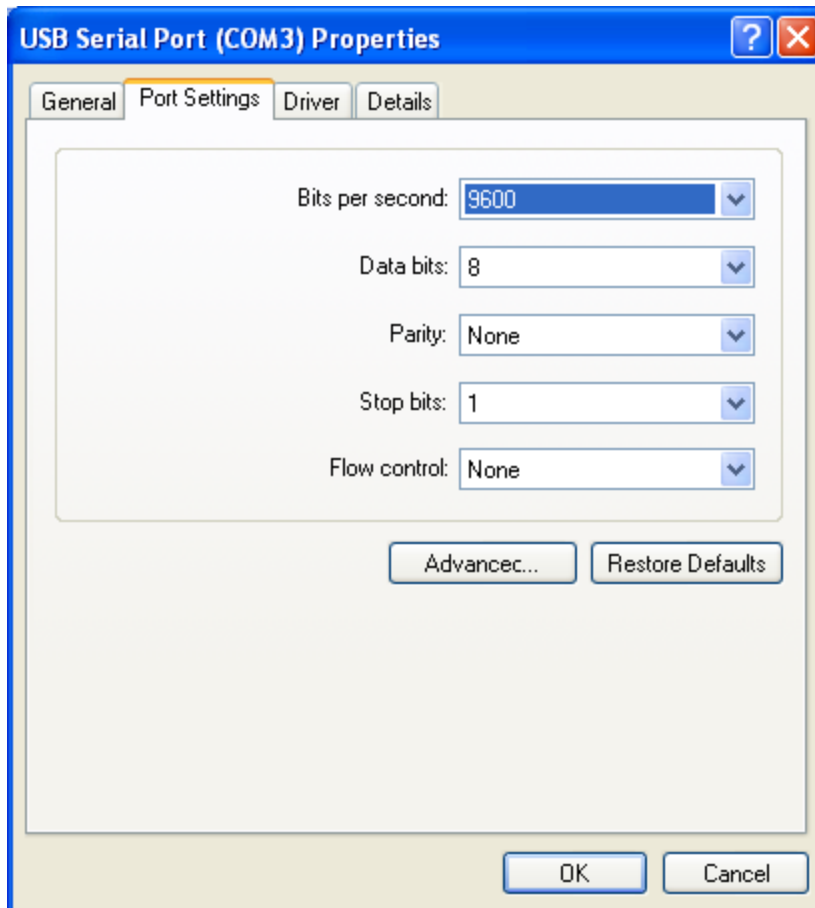 USB Serial Port (COM3) Properties
General Port Settings Driver Details
Bits per second: 9600
Data bits: 8
Parity: None
Stop bits: 1
Flow control: None
Advancec... Restore Defaults
OK Cancel